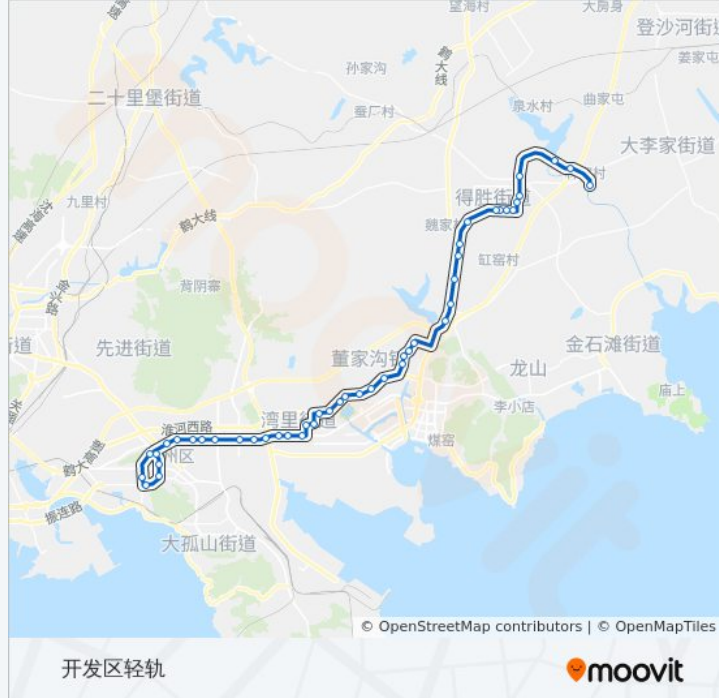 望海村
大房身
登沙河街
姜家屯
鹤大线
孙家沟
二十里堡街道
蚕厂村
泉水村
曲家屯
大李家街道
九里村
沈海高速
鹤大线
得胜街道
魏家
缸窑村
背阴寨
先进街道
董家沟
龙山
金石滩街道
街道
李小店
庙上
湾里街道
淮河西路
煤窑
鹤大高速
州区
振连路
大孤山街道
© OpenStreetMap contributors | © OpenMapTiles
开发区轻轨
moovit